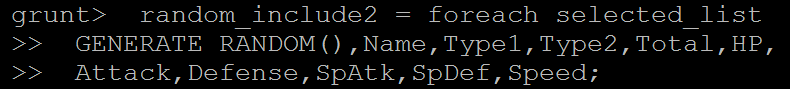 grunt>  random_include2 = foreach selected_list
>>  GENERATE RANDOM(),Name,Type1,Type2,Total,HP,
>>  Attack,Defense,SpAtk,SpDef,Speed;